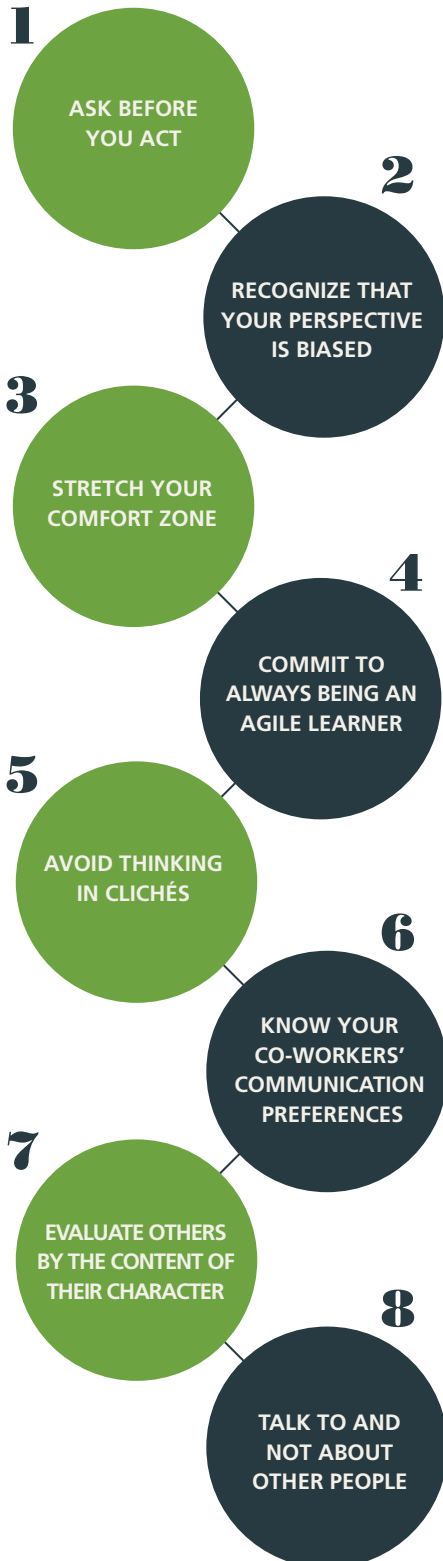 1
ASK BEFORE
YOU ACT
2
RECOGNIZE THAT
YOUR PERSPECTIVE
IS BIASED
3
STRETCH YOUR
COMFORT ZONE
4
COMMIT TO
ALWAYS BEING AN
AGILE LEARNER
5
AVOID THINKING
IN CLICHÉS
6
KNOW YOUR
CO-WORKERS’
COMMUNICATION
PREFERENCES
7
EVALUATE OTHERS
BY THE CONTENT OF
THEIR CHARACTER
8
TALK TO AND
NOT ABOUT
OTHER PEOPLE